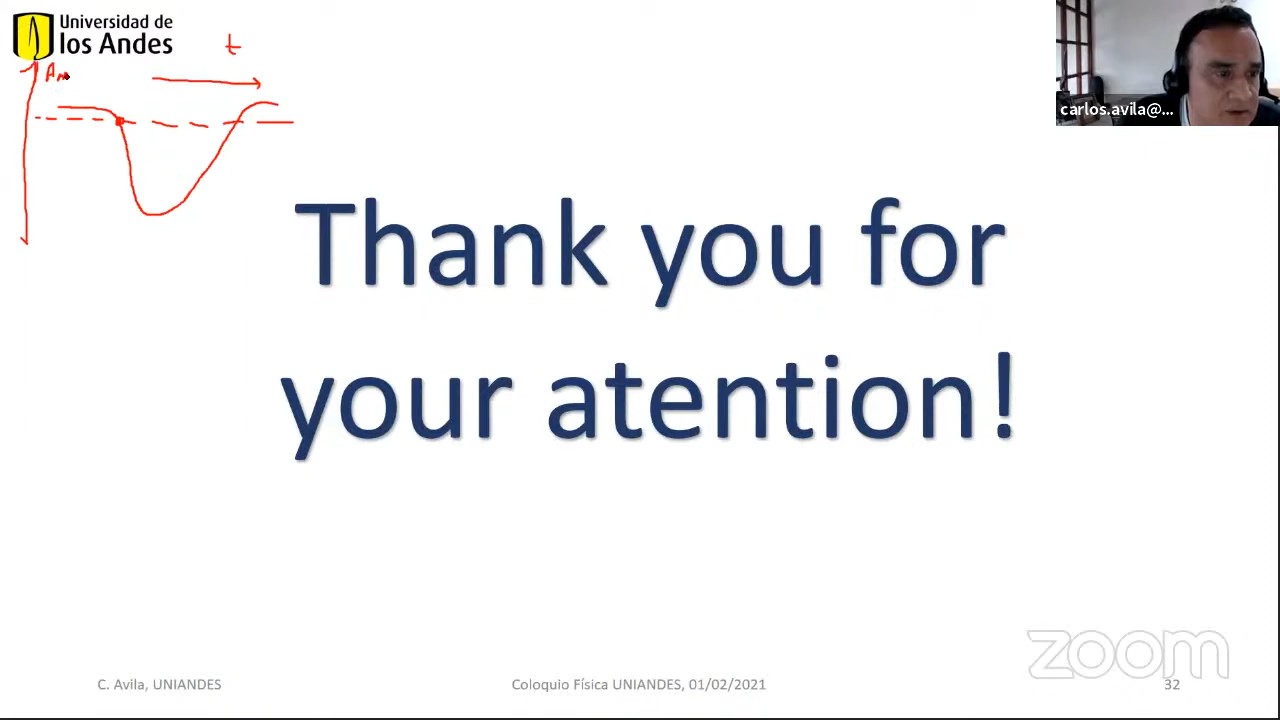 Universidad de
los Andes
t
Am
carlos.avila@...
Thank you for
your atention!
zoom
C. Avila, UNIANDES
Coloquio Física UNIANDES, 01/02/2021
32